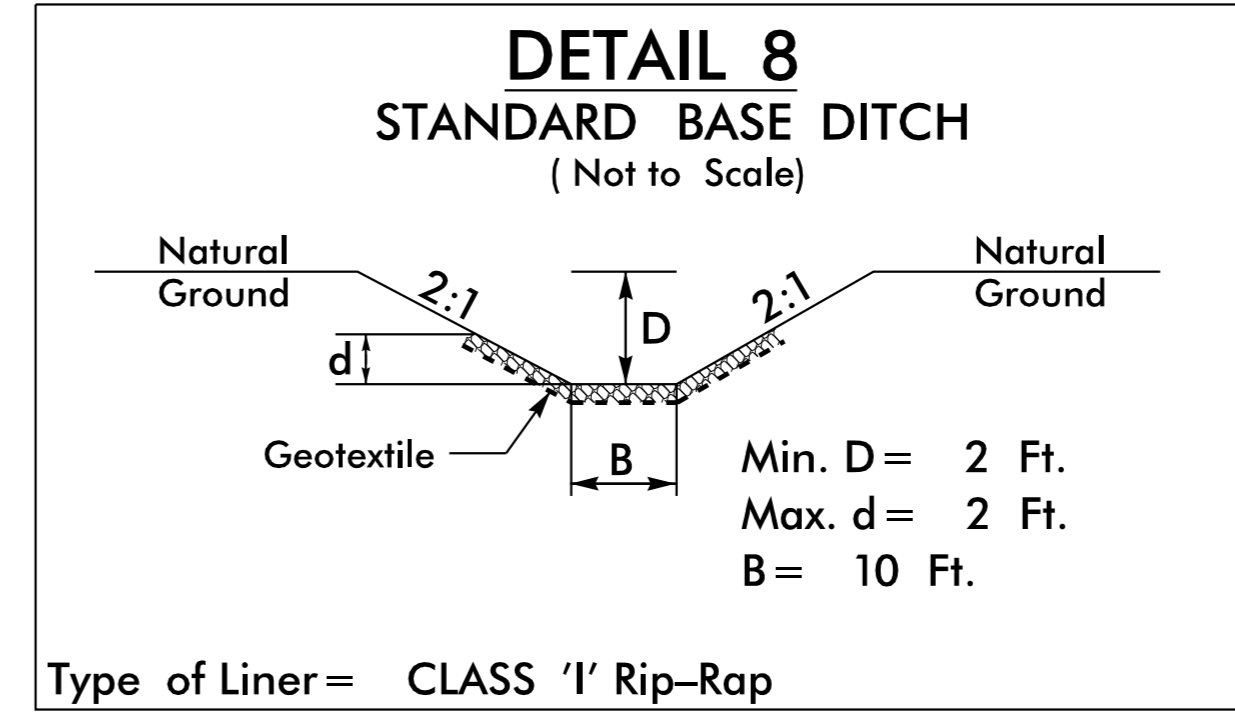 DETAIL 8
STANDARD BASE DITCH
( Not to Scale)
Natural
Ground
2:1
D
2:1
Natural
Ground
d
Geotextile
B
Min. D = 2 Ft.
Max. d = 2 Ft.
B = 10 Ft.
Type of Liner = CLASS 'I' Rip-Rap